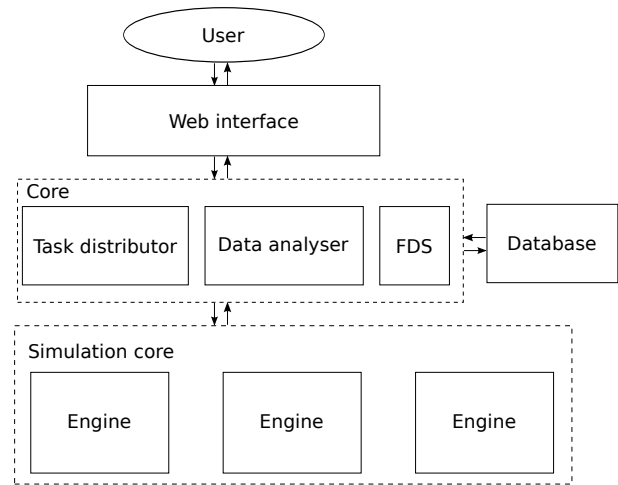 User
Web interface
Core
Task distributor
Data analyser
FDS
Database
Simulation core
Engine
Engine
Engine